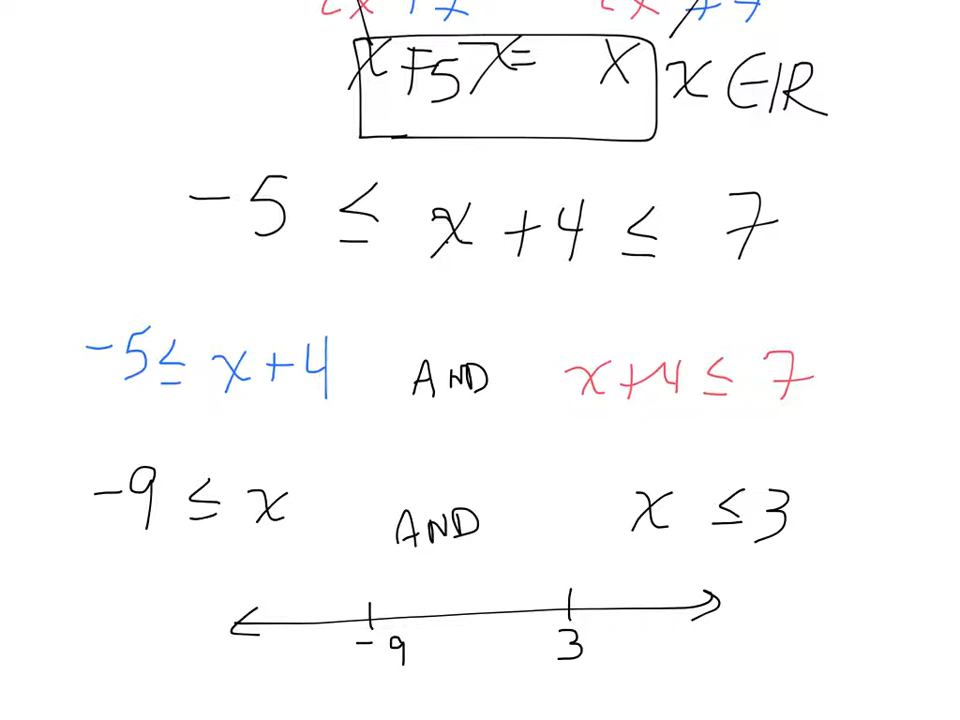 x ∈ ℝ
-5 ≤ x + 4 ≤ 7
-5 ≤ x + 4 AND x + 4 ≤ 7
-9 ≤ x AND x ≤ 3
-9 3